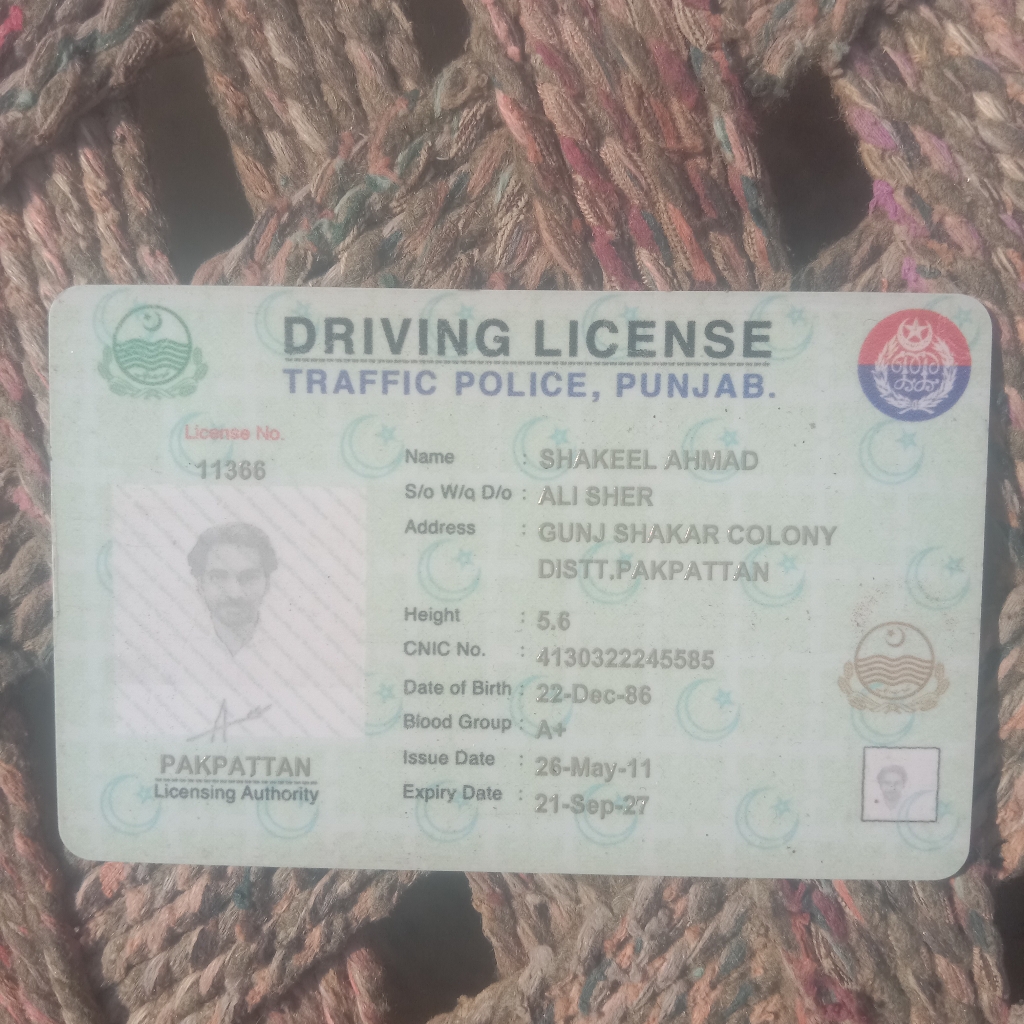 DRIVING LICENSE
TRAFFIC POLICE, PUNJAB.
License No.
11366
Name : SHAKEEL AHMAD
S/o W/o D/o : ALI SHER
Address : GUNJ SHAKAR COLONY
DISTT.PAKPATTAN
Height : 5.6
CNIC No. : 4130322245585
Date of Birth : 22-Dec-86
Blood Group : A+
Issue Date : 26-May-11
Expiry Date : 21-Sep-27
PAKPATTAN
Licensing Authority